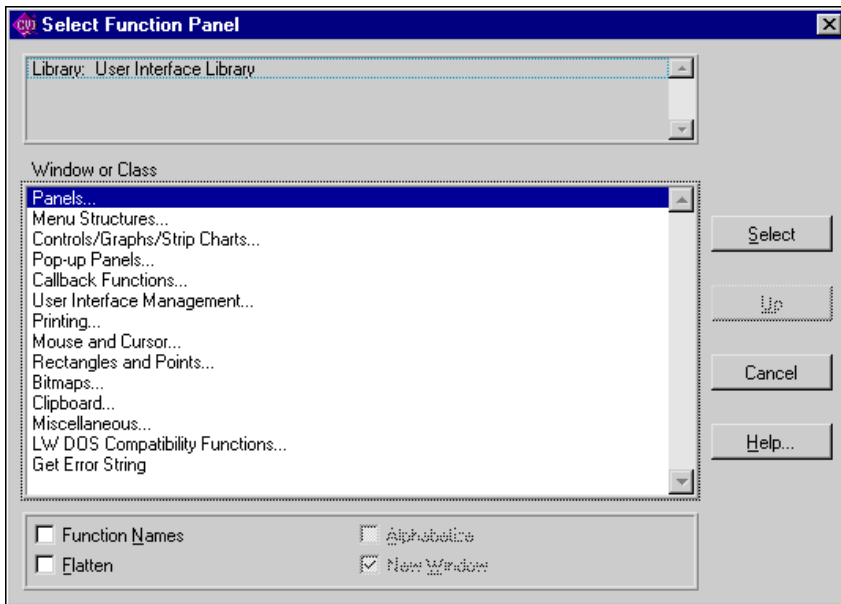 CVI Select Function Panel
Library: User Interface Library
Window or Class
Panels...
Menu Structures...
Controls/Graphs/Strip Charts...
Pop-up Panels...
Callback Functions...
User Interface Management...
Printing...
Mouse and Cursor...
Rectangles and Points...
Bitmaps...
Clipboard...
Miscellaneous...
LW DOS Compatibility Functions...
Get Error String
Select
Up
Cancel
Help...
Function Names
Alphabetize
Flatten
New Window